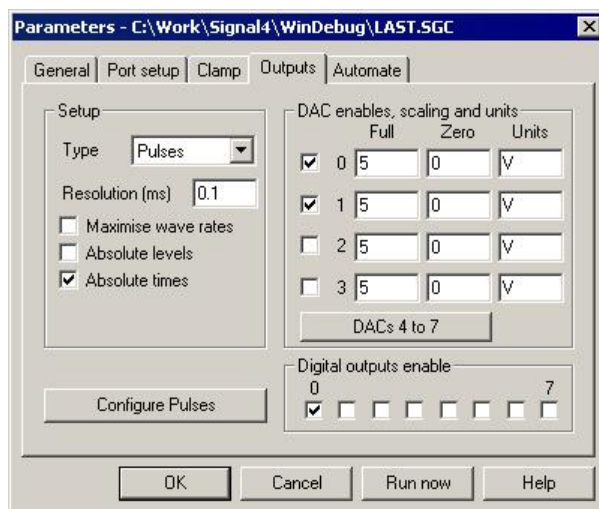 Parameters - C:\Work\Signal4\WinDebug\LAST.SGC
General Port setup Clamp Outputs Automate
Setup
Type Pulses
Resolution (ms) 0.1
Maximise wave rates
Absolute levels
Absolute times
Configure Pulses
DAC enables, scaling and units
Full Zero Units
0 5 0 V
1 5 0 V
2 5 0 V
3 5 0 V
DACs 4 to 7
Digital outputs enable
0 7
OK Cancel Run now Help